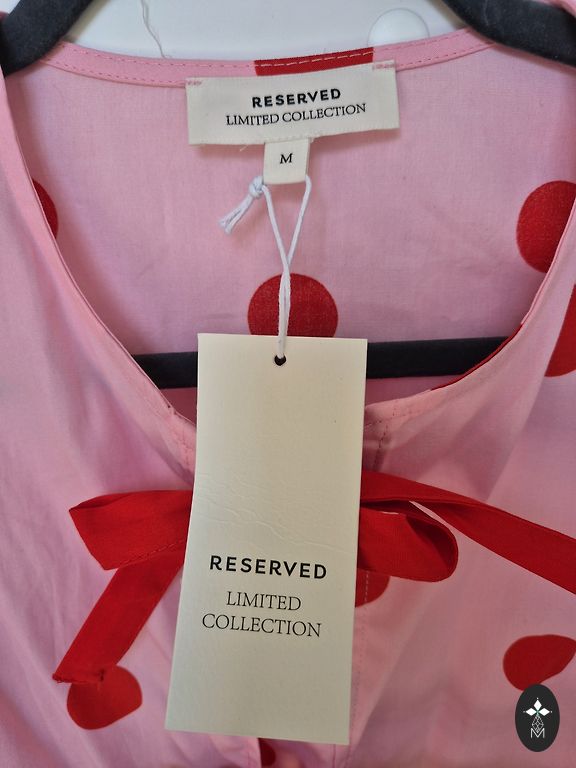 RESERVED
LIMITED COLLECTION
M
RESERVED
LIMITED
COLLECTION